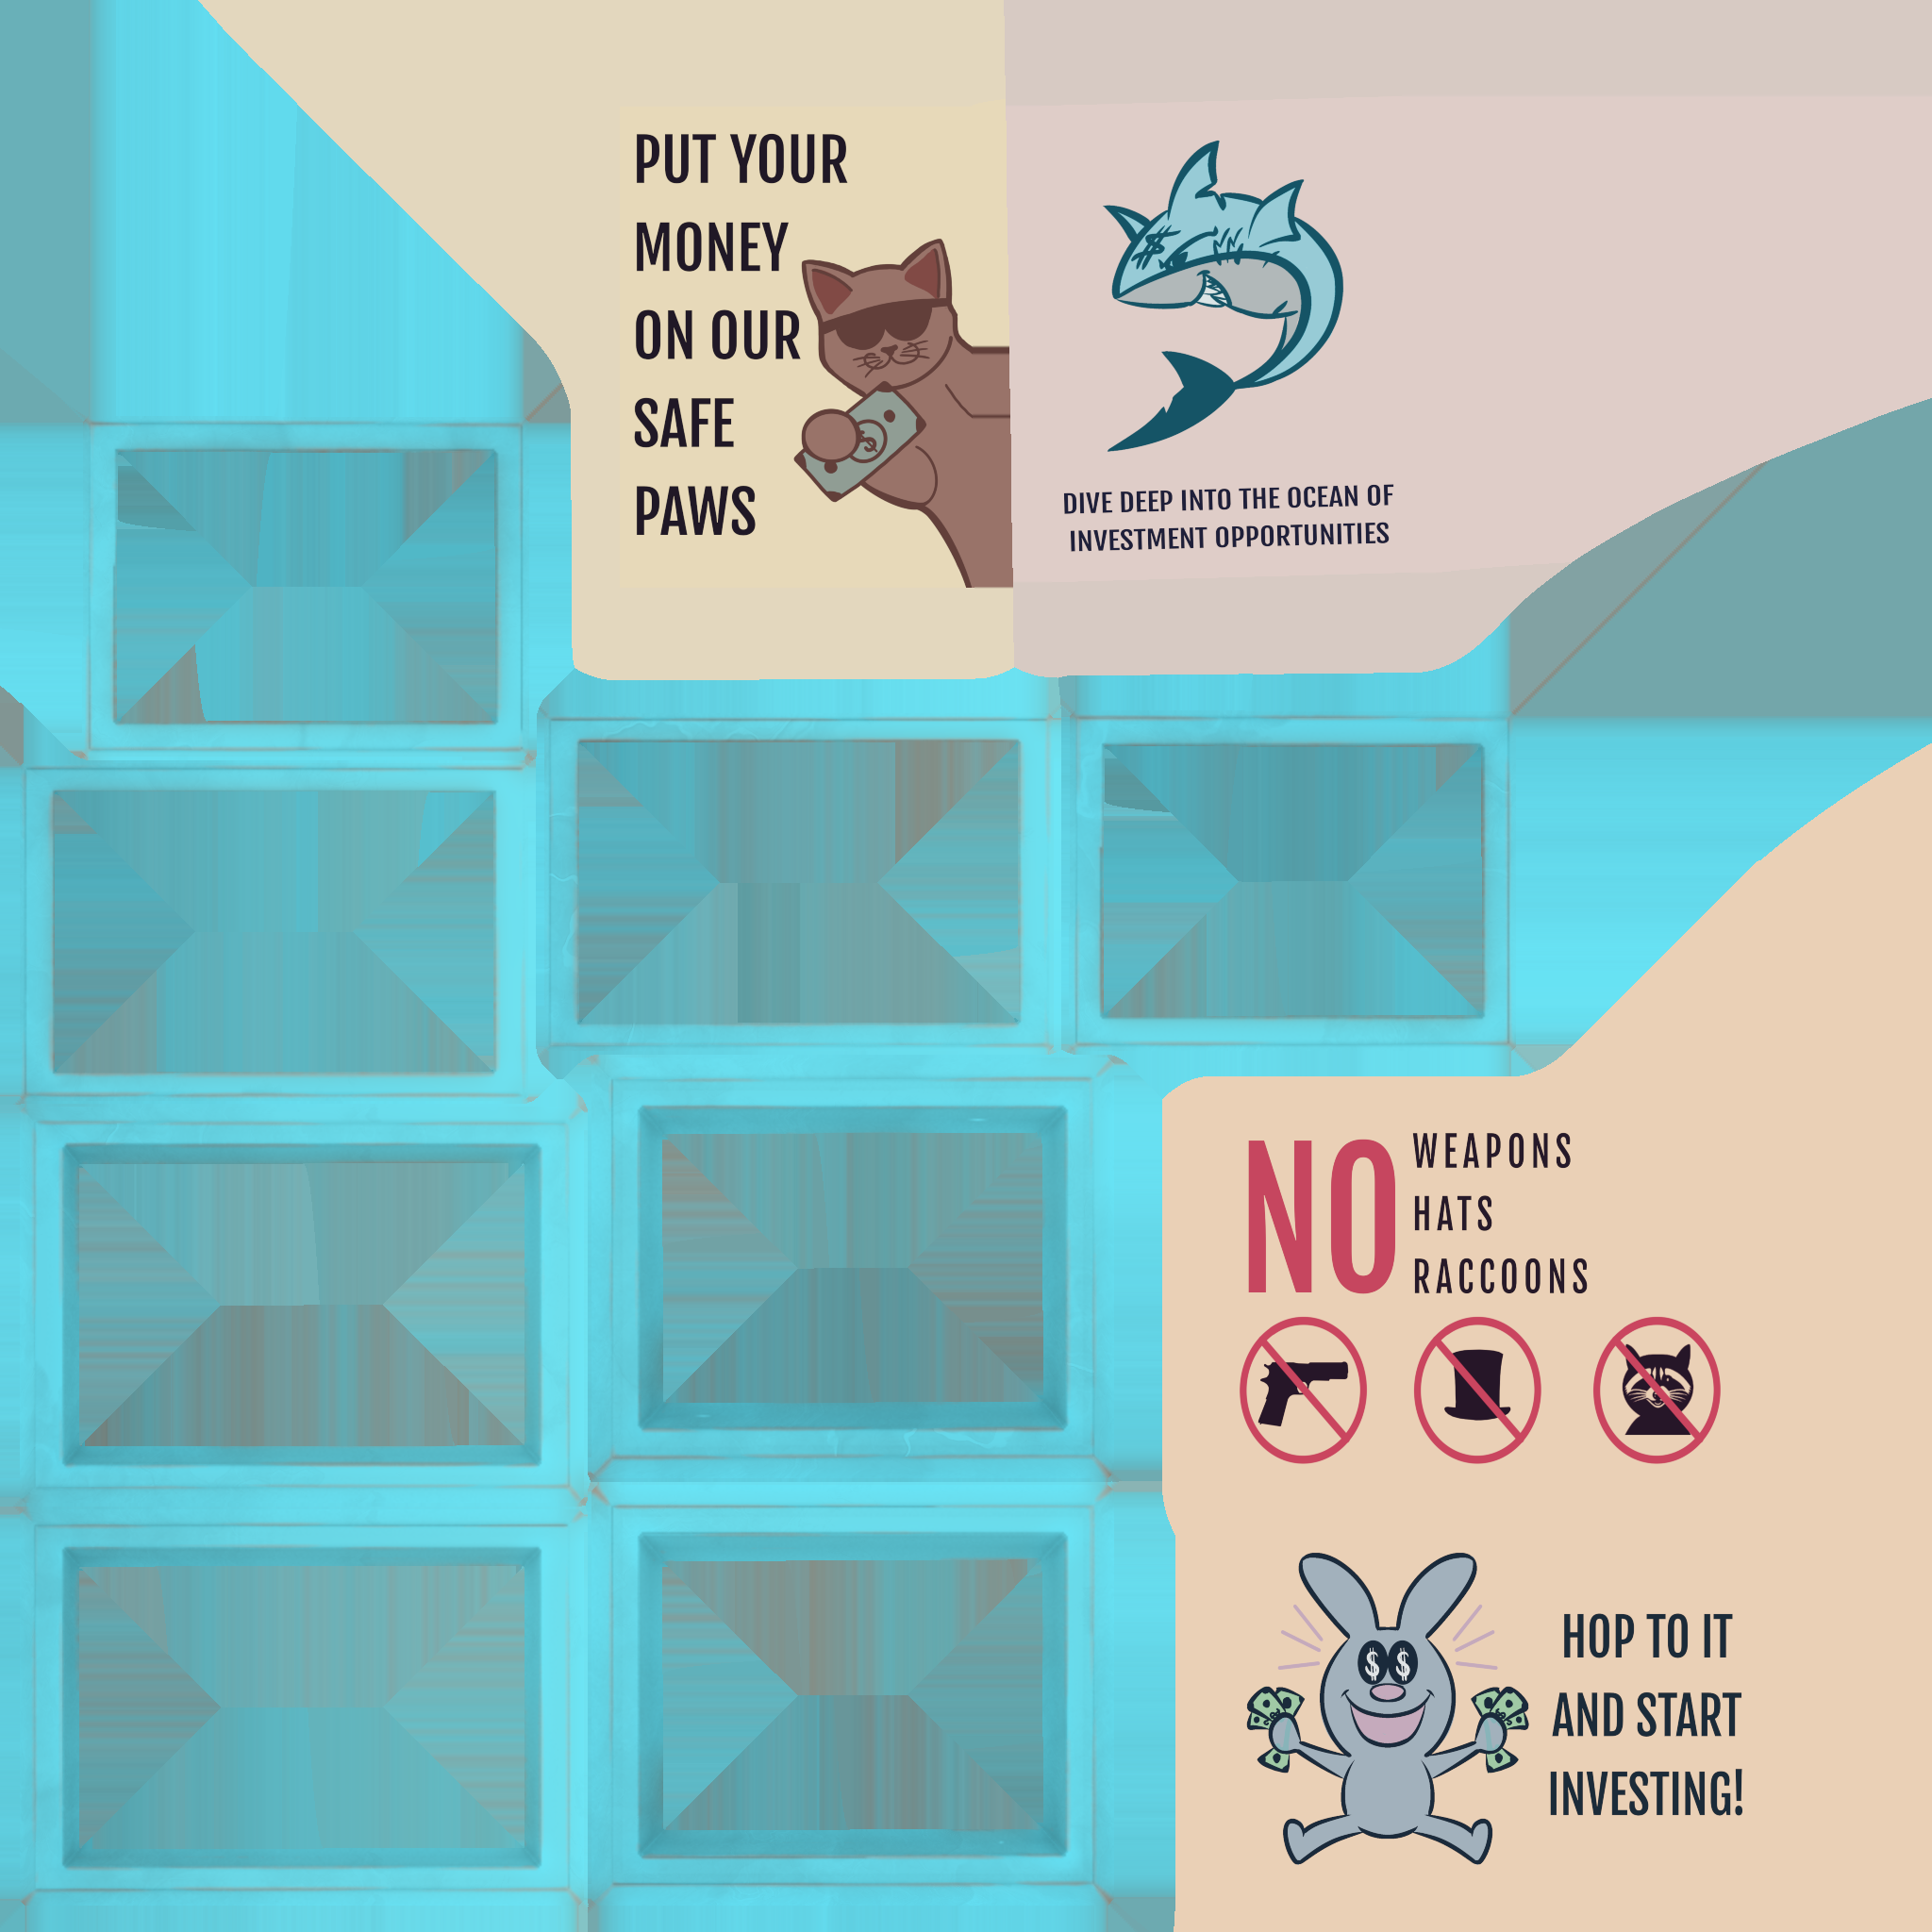 PUT YOUR
MONEY
ON OUR
SAFE
PAWS
DIVE DEEP INTO THE OCEAN OF
INVESTMENT OPPORTUNITIES
NO
WEAPONS
HATS
RACCOONS
HOP TO IT
AND START
INVESTING!